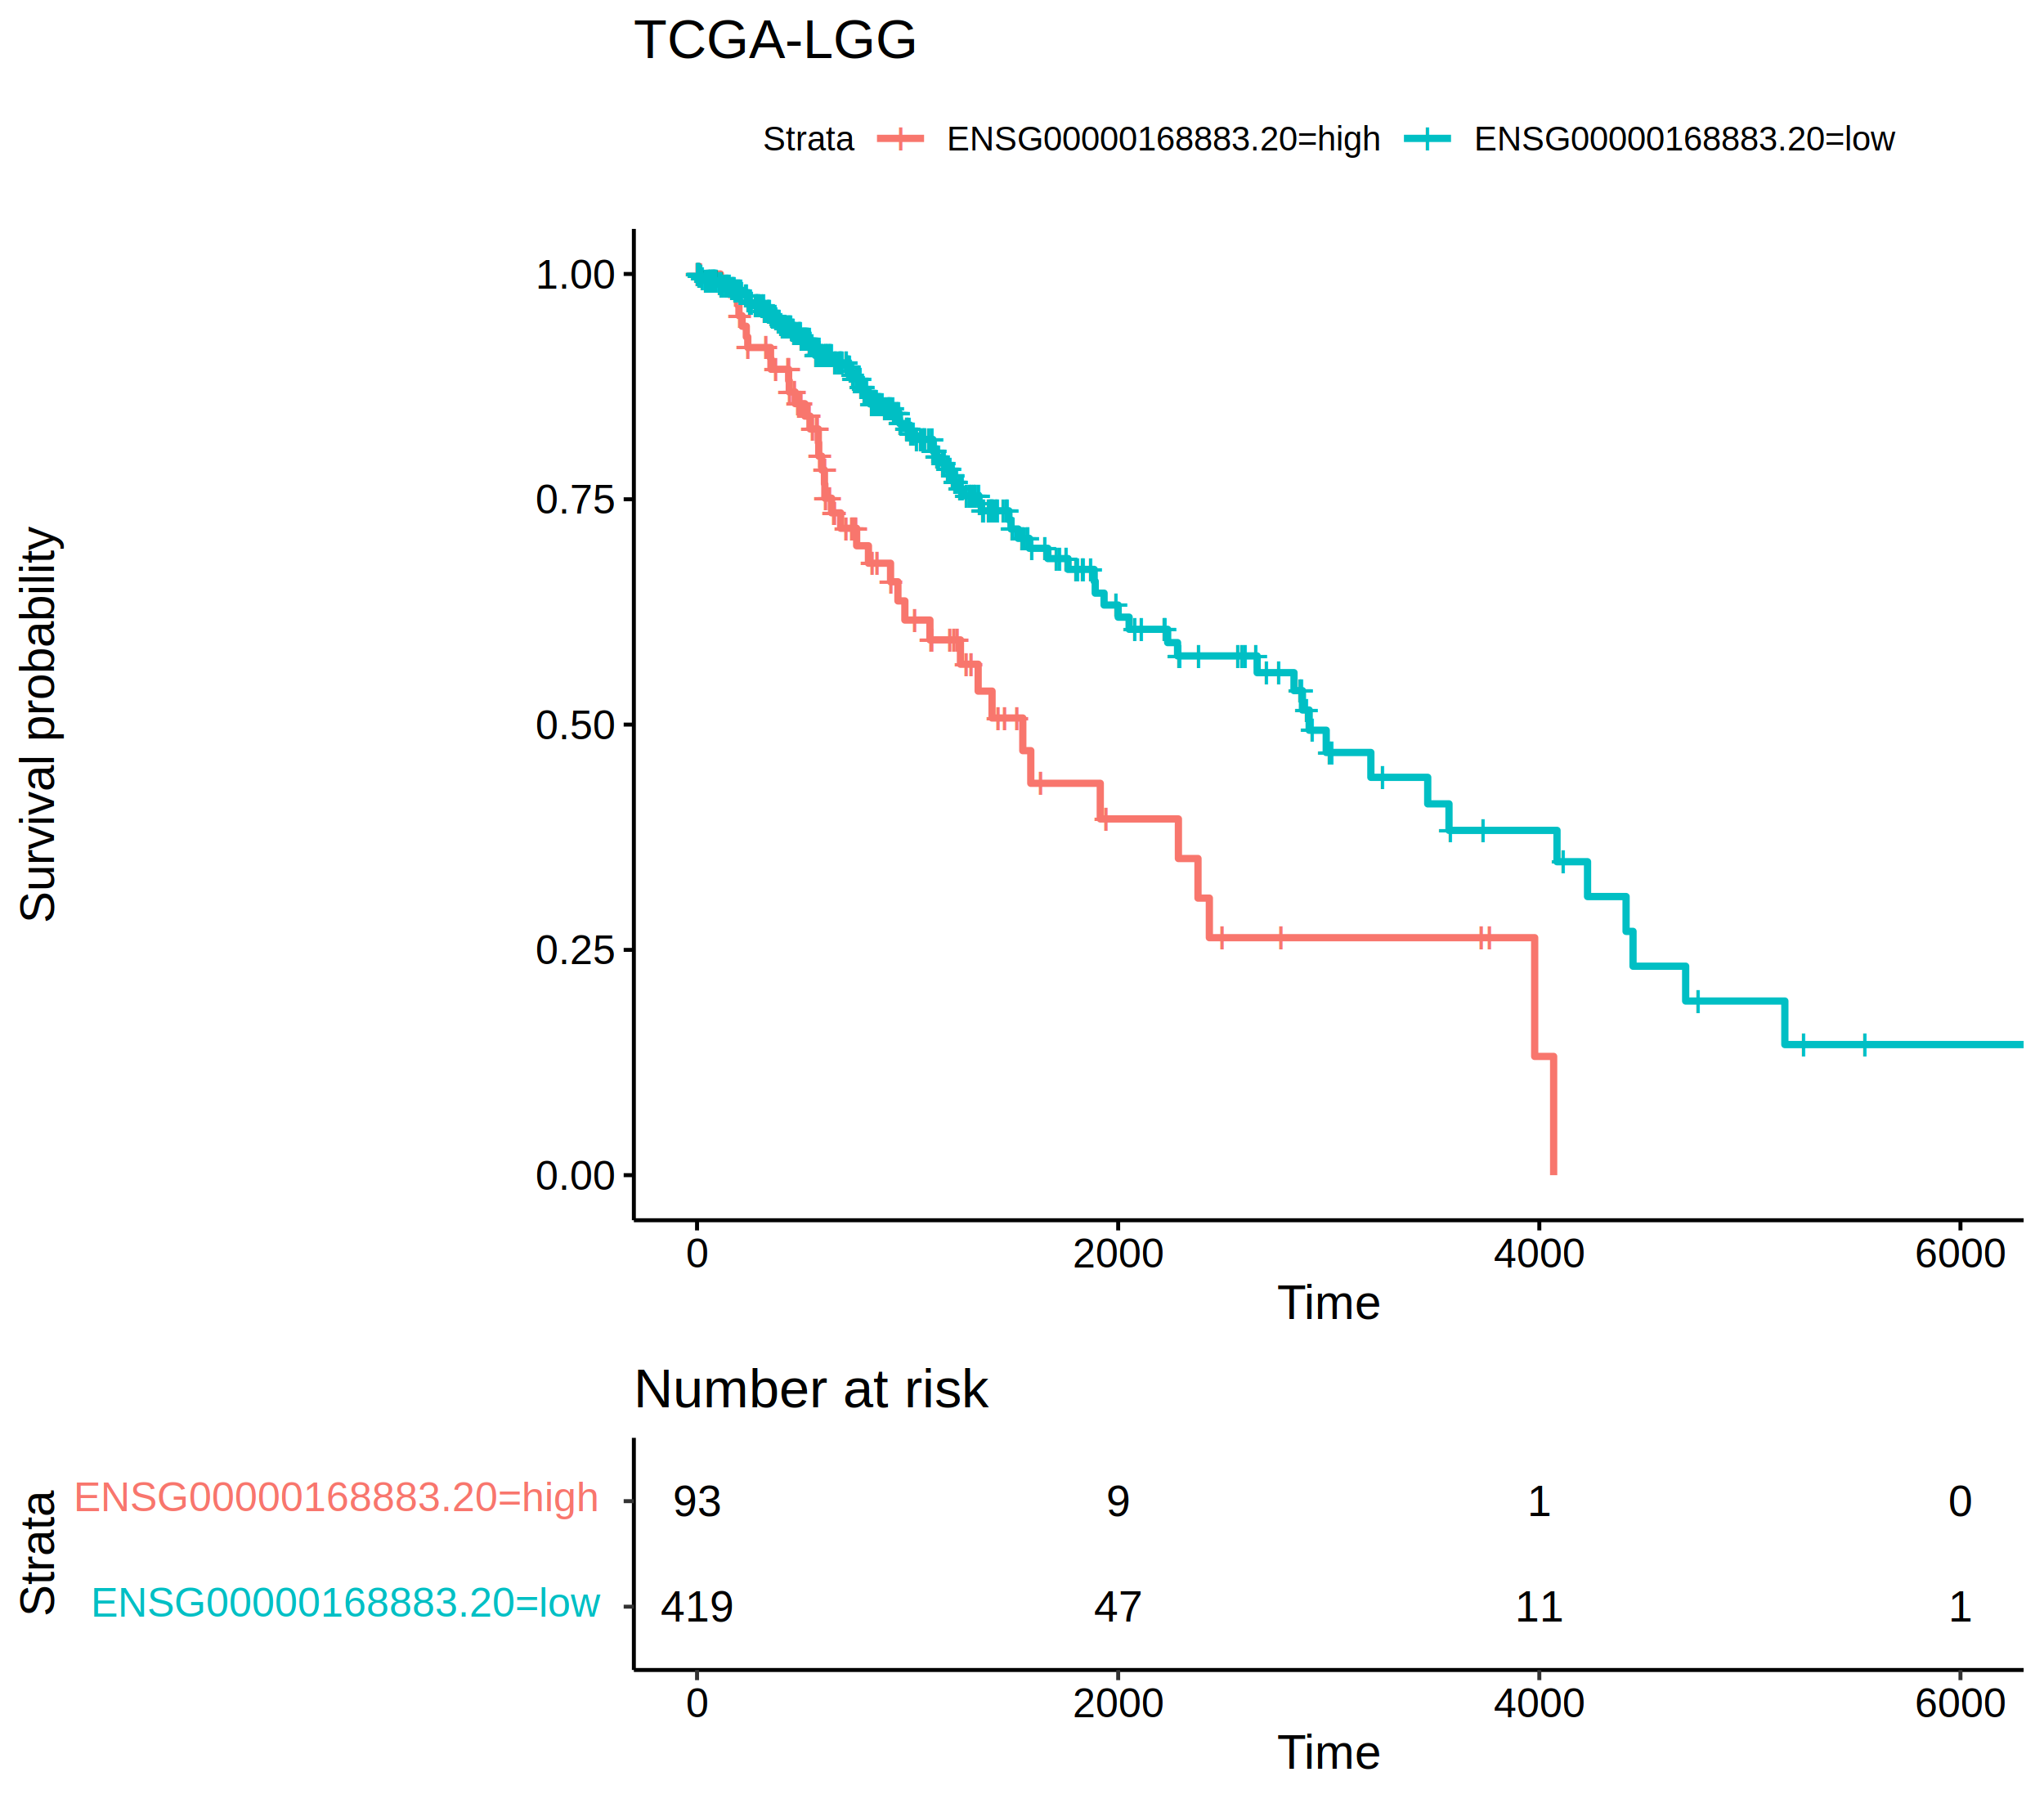 TCGA-LGG
Strata ENSG00000168883.20=high ENSG00000168883.20=low
Survival probability
1.00
0.75
0.50
0.25
0.00
0 2000 4000 6000
Time
Number at risk
Strata
ENSG00000168883.20=high 93 9 1 0
ENSG00000168883.20=low 419 47 11 1
0 2000 4000 6000
Time